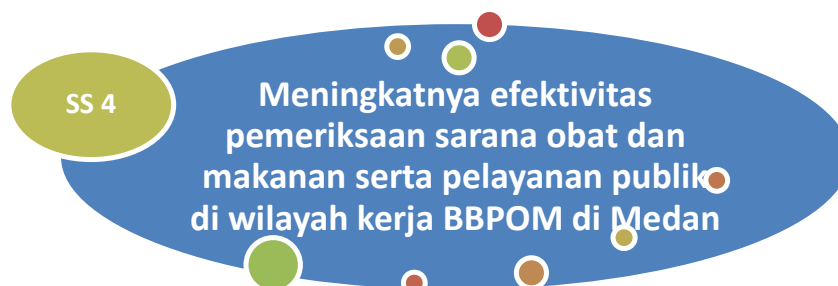 SS 4
Meningkatnya efektivitas
pemeriksaan sarana obat dan
makanan serta pelayanan publik
di wilayah kerja BBPOM di Medan